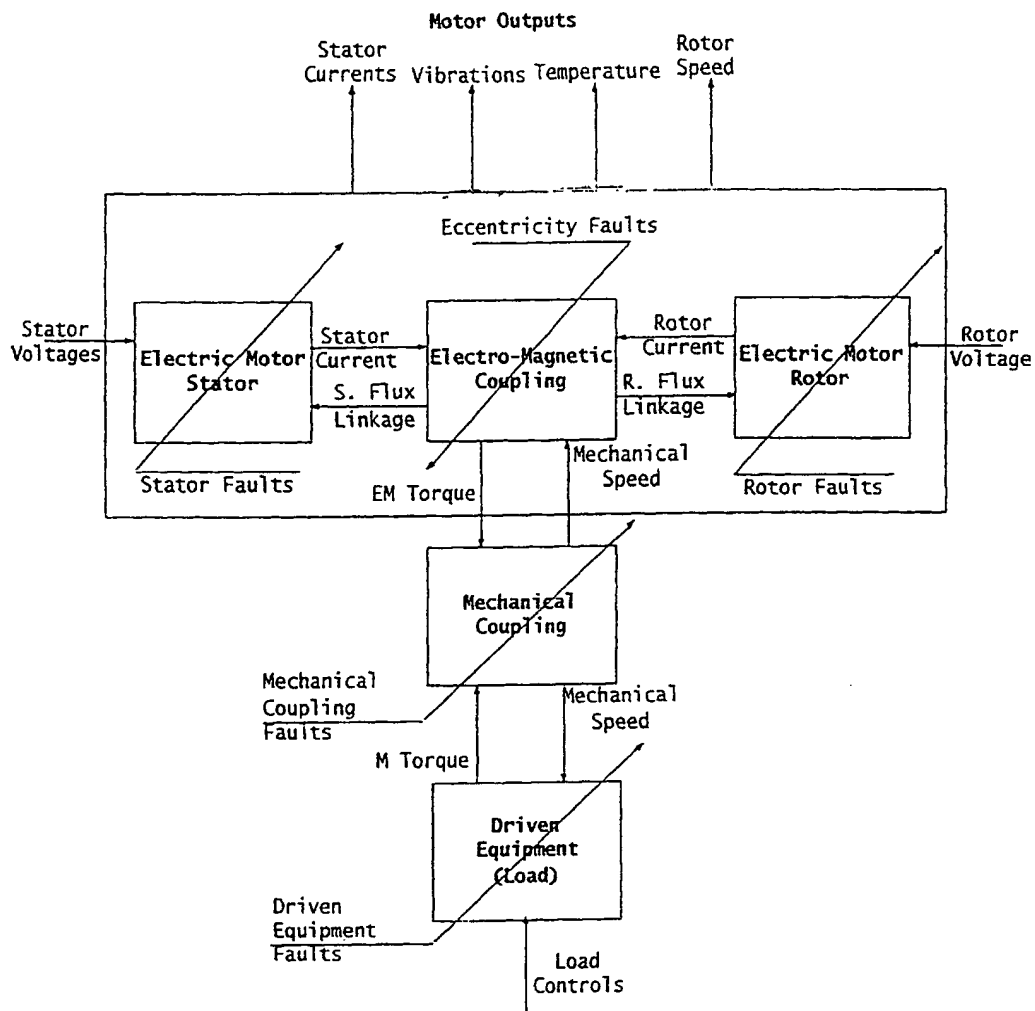 Motor Outputs
Stator
Currents
Vibrations
Temperature
Rotor
Speed
Eccentricity Faults
Stator
Voltages
Electric Motor
Stator
Stator
Current
S. Flux
Linkage
Electro-Magnetic
Coupling
Rotor
Current
R. Flux
Linkage
Electric Motor
Rotor
Rotor
Voltage
Stator Faults
EM Torque
Mechanical
Speed
Rotor Faults
Mechanical
Coupling
Mechanical
Coupling
Faults
Mechanical
Speed
M Torque
Driven
Equipment
(Load)
Driven
Equipment
Faults
Load
Controls